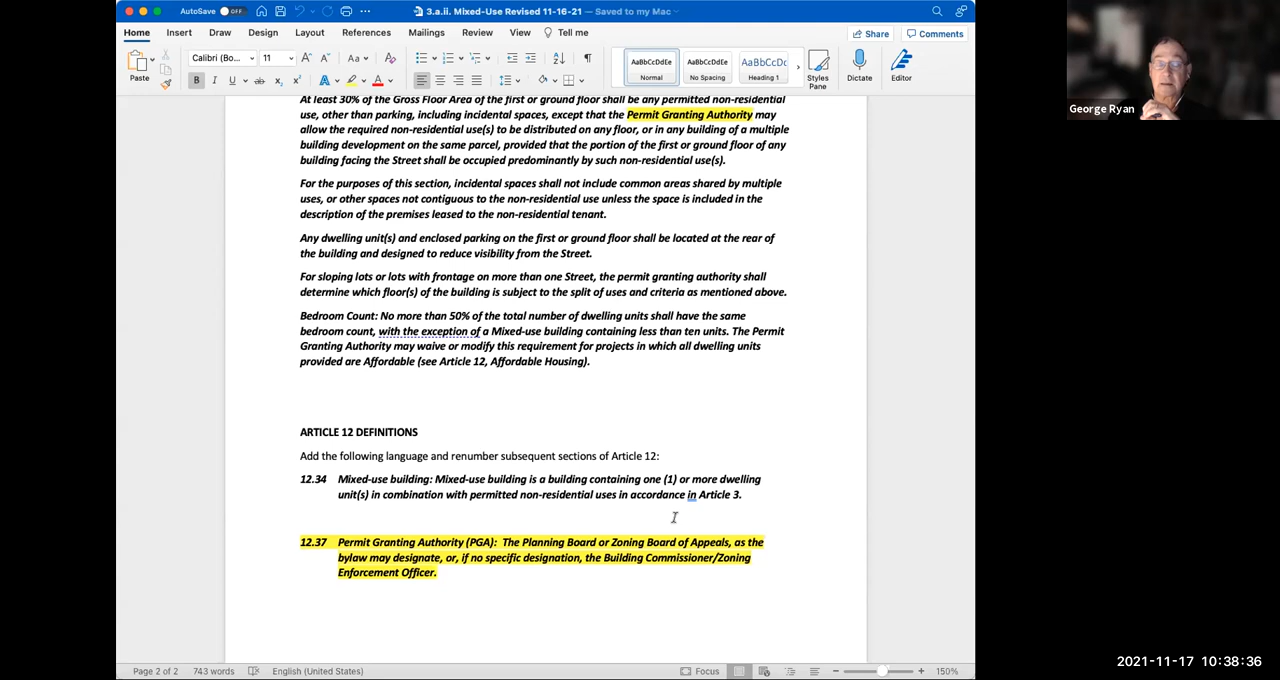 AutoSave OFF
3.a.ii. Mixed-Use Revised 11-16-21 — Saved to my Mac
Home Insert Draw Design Layout References Mailings Review View Tell me
Share Comments
Paste
Calibri (Bo... 11
AaBbCcDdEe AaBbCcDdEe AaBbCcDc
Normal No Spacing Heading 1
Styles Pane
Dictate
Editor
At least 30% of the Gross Floor Area of the first or ground floor shall be any permitted non-residential
use, other than parking, including incidental spaces, except that the Permit Granting Authority may
allow the required non-residential use(s) to be distributed on any floor, or in any building of a multiple
building development on the same parcel, provided that the portion of the first or ground floor of any
building facing the Street shall be occupied predominantly by such non-residential use(s).
For the purposes of this section, incidental spaces shall not include common areas shared by multiple
uses, or other spaces not contiguous to the non-residential use unless the space is included in the
description of the premises leased to the non-residential tenant.
Any dwelling unit(s) and enclosed parking on the first or ground floor shall be located at the rear of
the building and designed to reduce visibility from the Street.
For sloping lots or lots with frontage on more than one Street, the permit granting authority shall
determine which floor(s) of the building is subject to the split of uses and criteria as mentioned above.
Bedroom Count: No more than 50% of the total number of dwelling units shall have the same
bedroom count, with the exception of a Mixed-use building containing less than ten units. The Permit
Granting Authority may waive or modify this requirement for projects in which all dwelling units
provided are Affordable (see Article 12, Affordable Housing).
ARTICLE 12 DEFINITIONS
Add the following language and renumber subsequent sections of Article 12:
12.34 Mixed-use building: Mixed-use building is a building containing one (1) or more dwelling
unit(s) in combination with permitted non-residential uses in accordance in Article 3.
12.37 Permit Granting Authority (PGA): The Planning Board or Zoning Board of Appeals, as the
bylaw may designate, or, if no specific designation, the Building Commissioner/Zoning
Enforcement Officer.
Page 2 of 2 743 words English (United States) Focus 150%
George Ryan
2021-11-17 10:38:36